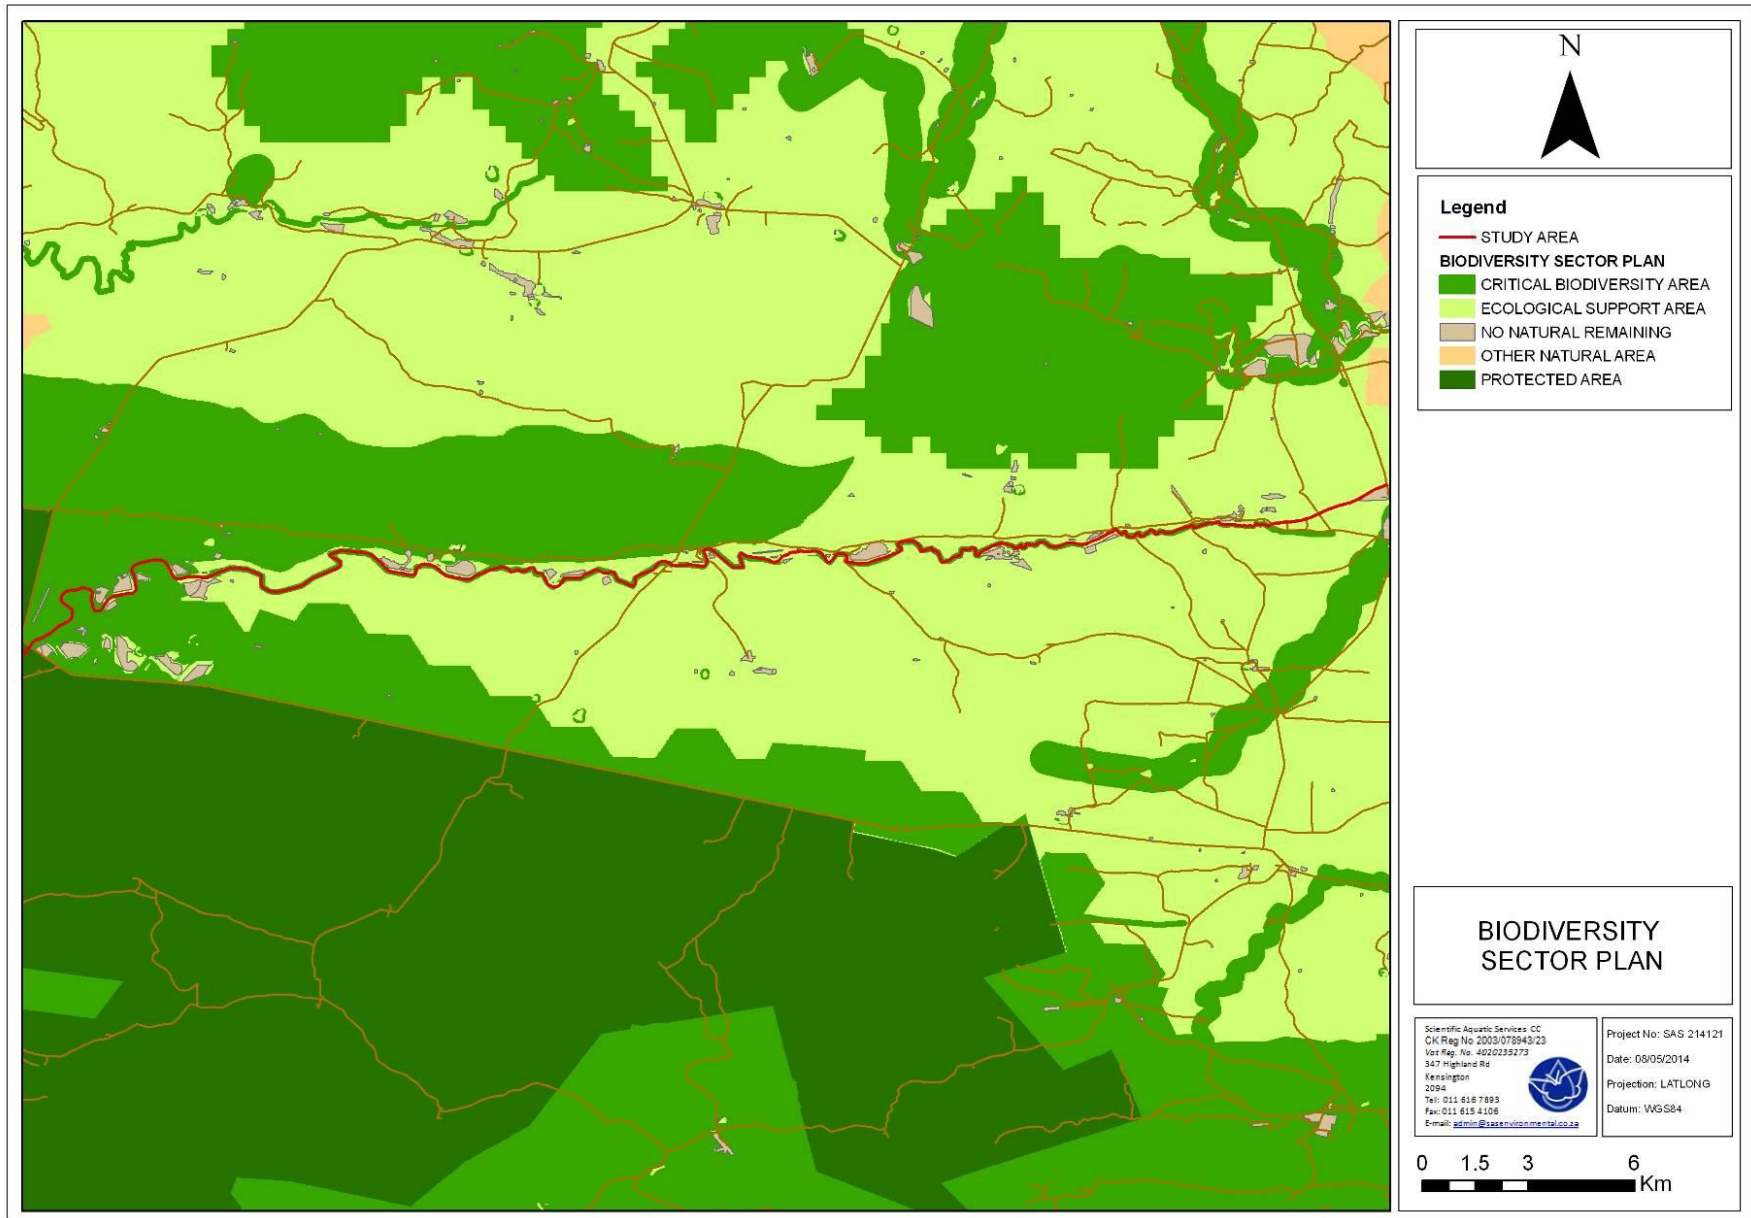 N
Legend
STUDY AREA
BIODIVERSITY SECTOR PLAN
CRITICAL BIODIVERSITY AREA
ECOLOGICAL SUPPORT AREA
NO NATURAL REMAINING
OTHER NATURAL AREA
PROTECTED AREA
BIODIVERSITY
SECTOR PLAN
Scientific Aquatic Services CC
CK Reg No 2003/078943/23
Vat Reg. No. 4020235273
347 Highland Rd
Kensington
2094
Tel: 011 616 7893
Fax: 011 615 4106
E-mail: admin@sasenvironmental.co.za
Project No: SAS 214121
Date: 08/05/2014
Projection: LATLONG
Datum: WGS84
0 1.5 3 6
Km